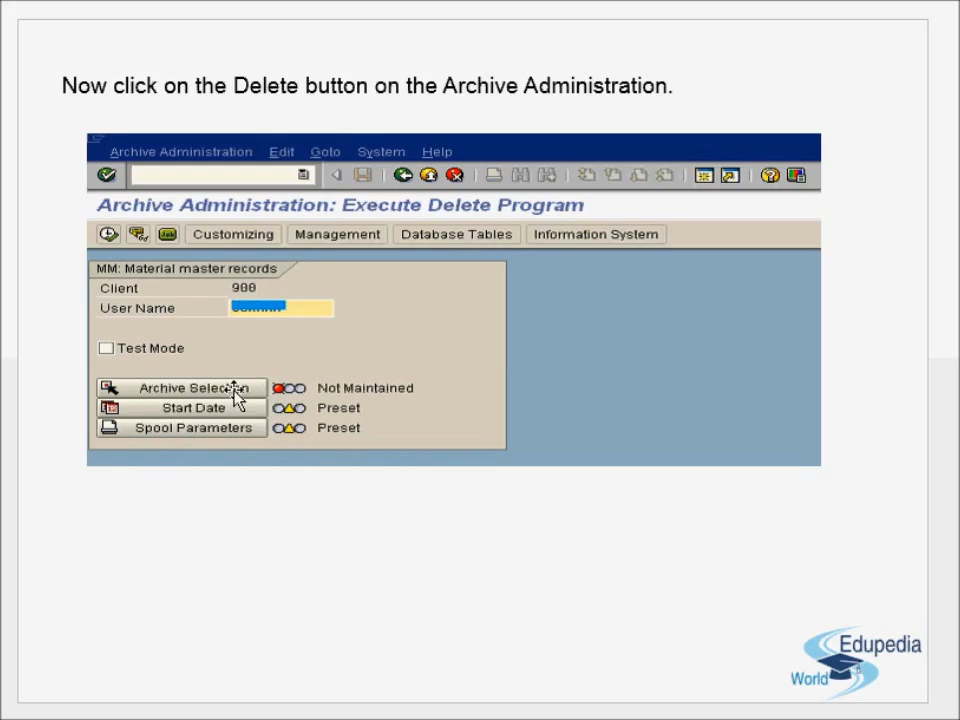 Now click on the Delete button on the Archive Administration.
Archive Administration Edit Goto System Help
Archive Administration: Execute Delete Program
Customizing Management Database Tables Information System
MM: Material master records
Client 900
User Name
Test Mode
Archive Selection Not Maintained
Start Date Preset
Spool Parameters Preset
Edupedia
World